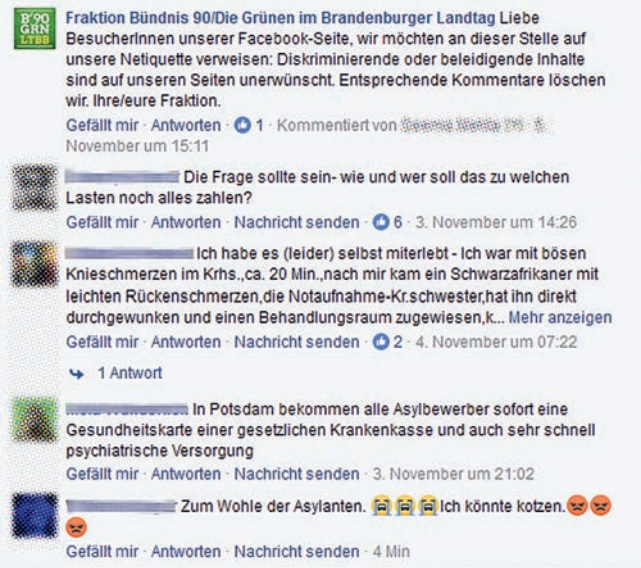 B'90
GRN
LTBB
Fraktion Bündnis 90/Die Grünen im Brandenburger Landtag Liebe
BesucherInnen unserer Facebook-Seite, wir möchten an dieser Stelle auf
unsere Netiquette verweisen: Diskriminierende oder beleidigende Inhalte
sind auf unseren Seiten unerwünscht. Entsprechende Kommentare löschen
wir. Ihre/eure Fraktion.
Gefällt mir · Antworten · 1 · Kommentiert von
November um 15:11
Die Frage sollte sein- wie und wer soll das zu welchen
Lasten noch alles zahlen?
Gefällt mir · Antworten · Nachricht senden · 6 · 3. November um 14:26
Ich habe es (leider) selbst miterlebt - Ich war mit bösen
Knieschmerzen im Krhs.,ca. 20 Min.,nach mir kam ein Schwarzafrikaner mit
leichten Rückenschmerzen,die Notaufnahme-Kr.schwester,hat ihn direkt
durchgewunken und einen Behandlungsraum zugewiesen,k... Mehr anzeigen
Gefällt mir · Antworten · Nachricht senden · 2 · 4. November um 07:22
1 Antwort
In Potsdam bekommen alle Asylbewerber sofort eine
Gesundheitskarte einer gesetzlichen Krankenkasse und auch sehr schnell
psychiatrische Versorgung
Gefällt mir · Antworten · Nachricht senden · 3. November um 21:02
Zum Wohle der Asylanten. 😭😭😭Ich könnte kotzen.😡😡
😡
Gefällt mir · Antworten · Nachricht senden · 4 Min